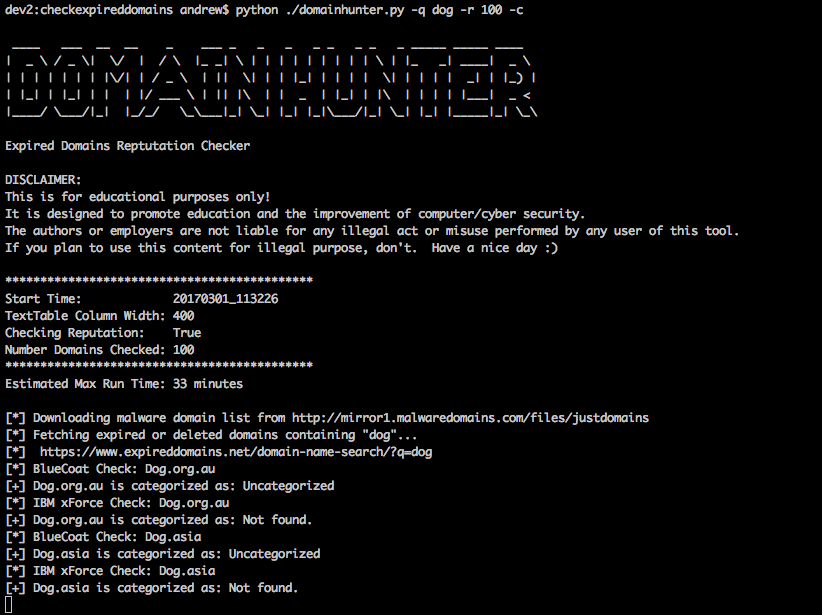 dev2:checkexpireddomains andrew$ python ./domainhunter.py -q dog -r 100 -c
DOMAIN HUNTER
Expired Domains Reptutation Checker
DISCLAIMER:
This is for educational purposes only!
It is designed to promote education and the improvement of computer/cyber security.
The authors or employers are not liable for any illegal act or misuse performed by any user of this tool.
If you plan to use this content for illegal purpose, don't.  Have a nice day :)
********************************************
Start Time:             20170301_113226
TextTable Column Width: 400
Checking Reputation:    True
Number Domains Checked: 100
********************************************
Estimated Max Run Time: 33 minutes
[*] Downloading malware domain list from http://mirror1.malwaredomains.com/files/justdomains
[*] Fetching expired or deleted domains containing "dog"...
[*]  https://www.expireddomains.net/domain-name-search/?q=dog
[*] BlueCoat Check: Dog.org.au
[+] Dog.org.au is categorized as: Uncategorized
[*] IBM xForce Check: Dog.org.au
[+] Dog.org.au is categorized as: Not found.
[*] BlueCoat Check: Dog.asia
[+] Dog.asia is categorized as: Uncategorized
[*] IBM xForce Check: Dog.asia
[+] Dog.asia is categorized as: Not found.